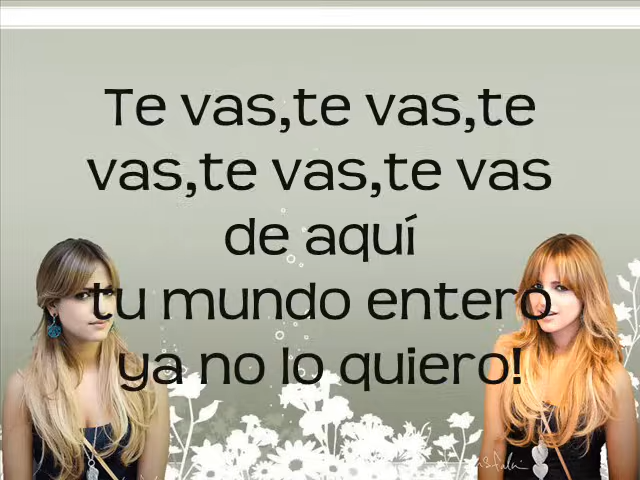 Te vas,te vas,te
vas,te vas,te vas
de aquí
tu mundo entero
ya no lo quiero!